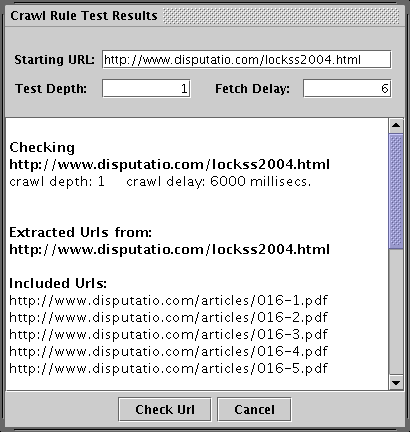 Crawl Rule Test Results
Starting URL: http://www.disputatio.com/lockss2004.html
Test Depth: 1 Fetch Delay: 6
Checking
http://www.disputatio.com/lockss2004.html
crawl depth: 1 crawl delay: 6000 millisecs.
Extracted Urls from:
http://www.disputatio.com/lockss2004.html
Included Urls:
http://www.disputatio.com/articles/016-1.pdf
http://www.disputatio.com/articles/016-2.pdf
http://www.disputatio.com/articles/016-3.pdf
http://www.disputatio.com/articles/016-4.pdf
http://www.disputatio.com/articles/016-5.pdf
Check Url Cancel